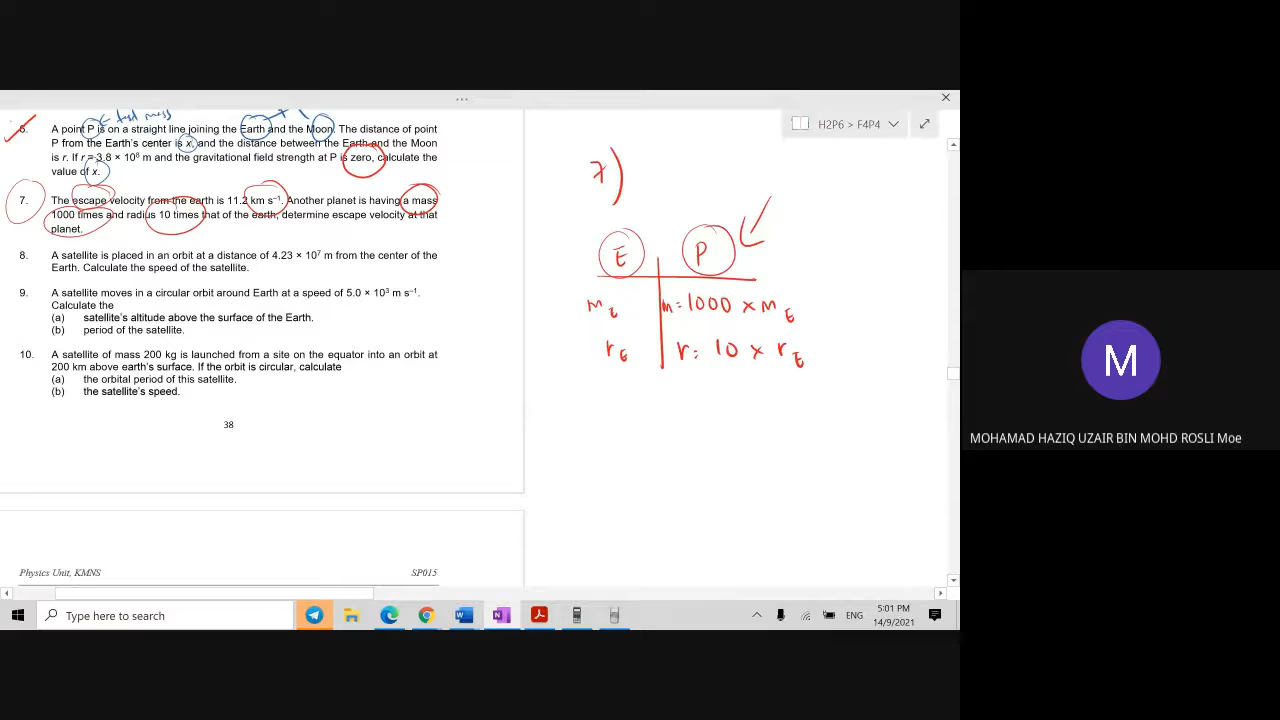 ← test mass
6. A point P is on a straight line joining the Earth and the Moon. The distance of point
P from the Earth's center is x, and the distance between the Earth and the Moon
is r. If r = 3.8 × 10⁸ m and the gravitational field strength at P is zero, calculate the
value of x.
7. The escape velocity from the earth is 11.2 km s⁻¹. Another planet is having a mass
1000 times and radius 10 times that of the earth, determine escape velocity at that
planet.
8. A satellite is placed in an orbit at a distance of 4.23 × 10⁷ m from the center of the
Earth. Calculate the speed of the satellite.
9. A satellite moves in a circular orbit around Earth at a speed of 5.0 × 10³ m s⁻¹.
Calculate the
(a) satellite's altitude above the surface of the Earth.
(b) period of the satellite.
10. A satellite of mass 200 kg is launched from a site on the equator into an orbit at
200 km above earth's surface. If the orbit is circular, calculate
(a) the orbital period of this satellite.
(b) the satellite's speed.
38
Physics Unit, KMNS SP015
H2P6 > F4P4
7)
E P
m_E m = 1000 × m_E
r_E r = 10 × r_E
M
MOHAMAD HAZIQ UZAIR BIN MOHD ROSLI Moe
Type here to search
ENG
5:01 PM
14/9/2021